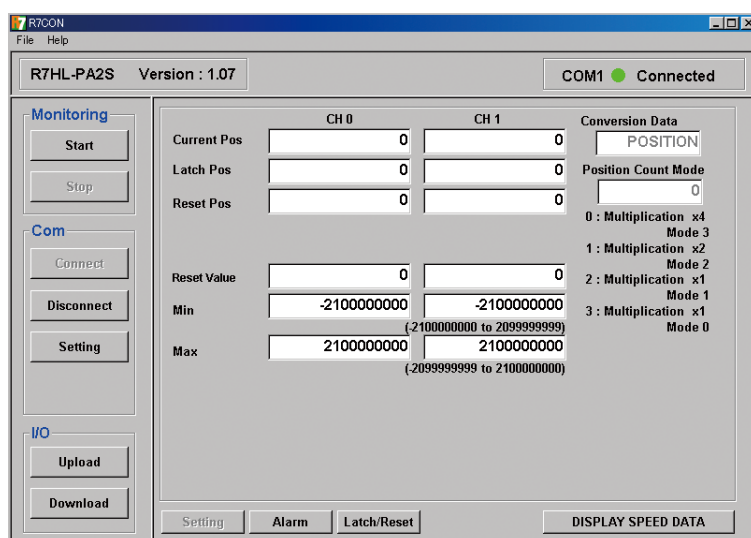 R7 R7CON
File Help
R7HL-PA2S Version : 1.07
COM1 Connected
Monitoring
Start
Stop
Com
Connect
Disconnect
Setting
I/O
Upload
Download
CH 0 CH 1
Current Pos 0 0
Latch Pos 0 0
Reset Pos 0 0
Reset Value 0 0
Min -2100000000 -2100000000
(-2100000000 to 2099999999)
Max 2100000000 2100000000
(-2099999999 to 2100000000)
Conversion Data
POSITION
Position Count Mode
0
0 : Multiplication x4
Mode 3
1 : Multiplication x2
Mode 2
2 : Multiplication x1
Mode 1
3 : Multiplication x1
Mode 0
Setting Alarm Latch/Reset DISPLAY SPEED DATA